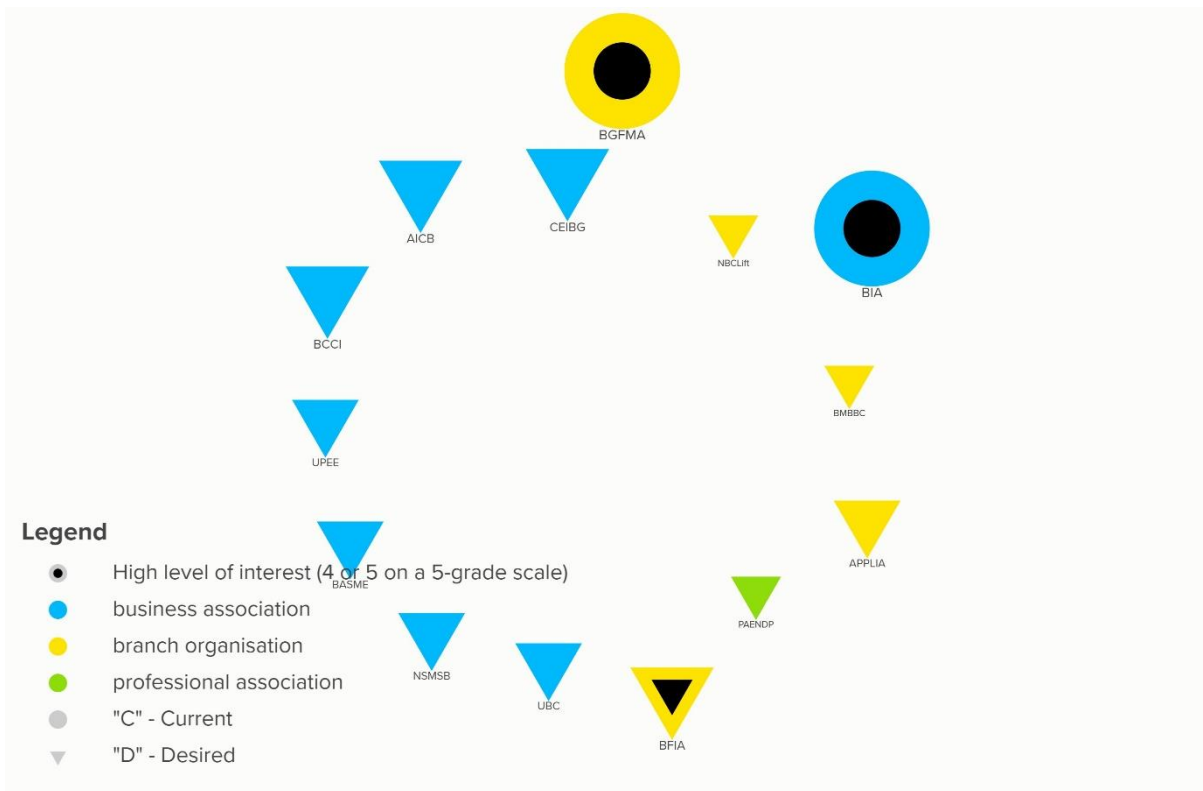 BGFMA
CEIBG
AICB
NBCLift
BIA
BCCI
BMBBC
UPEE
APPLIA
BASME
PAENDP
NSMSB
UBC
BFIA
Legend
High level of interest (4 or 5 on a 5-grade scale)
business association
branch organisation
professional association
"C" - Current
"D" - Desired